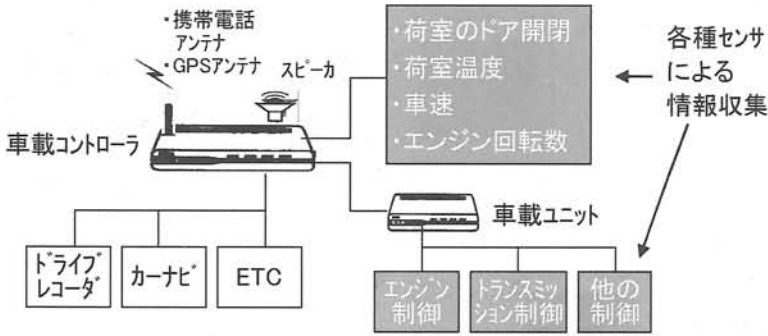 ・携帯電話
アンテナ
・GPSアンテナ
スピーカ
車載コントローラ
・荷室のドア開閉
・荷室温度
・車速
・エンジン回転数
各種センサ
による
情報収集
車載ユニット
ドライブ
レコーダ
カーナビ
ETC
エンジン
制御
トランスミッ
ション制御
他の
制御